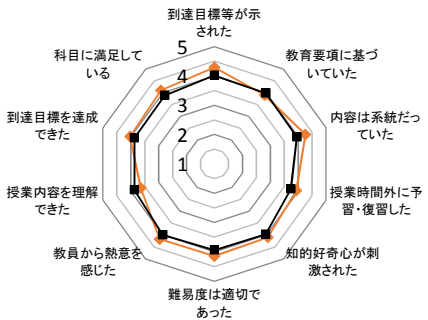 到達目標等が示
された
教育要項に基づ
いていた
内容は系統だっ
ていた
授業時間外に予
習・復習した
知的好奇心が刺
激された
難易度は適切で
あった
教員から熱意を
感じた
授業内容を理解
できた
到達目標を達成
できた
科目に満足して
いる
5
4
3
2
1